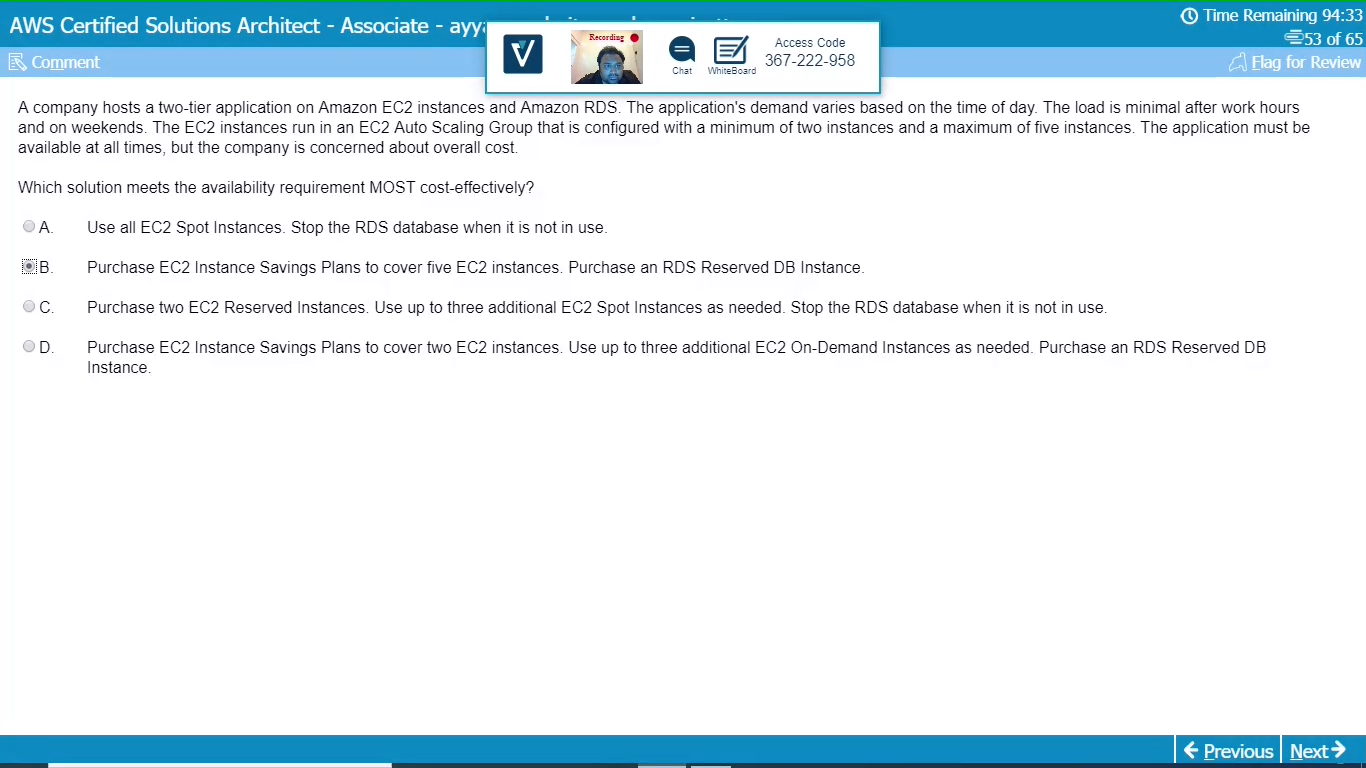 AWS Certified Solutions Architect - Associate - ayya
Time Remaining 94:33
53 of 65
Recording
Chat
WhiteBoard
Access Code
367-222-958
Comment
Flag for Review
A company hosts a two-tier application on Amazon EC2 instances and Amazon RDS. The application's demand varies based on the time of day. The load is minimal after work hours
and on weekends. The EC2 instances run in an EC2 Auto Scaling Group that is configured with a minimum of two instances and a maximum of five instances. The application must be
available at all times, but the company is concerned about overall cost.
Which solution meets the availability requirement MOST cost-effectively?
A. Use all EC2 Spot Instances. Stop the RDS database when it is not in use.
B. Purchase EC2 Instance Savings Plans to cover five EC2 instances. Purchase an RDS Reserved DB Instance.
C. Purchase two EC2 Reserved Instances. Use up to three additional EC2 Spot Instances as needed. Stop the RDS database when it is not in use.
D. Purchase EC2 Instance Savings Plans to cover two EC2 instances. Use up to three additional EC2 On-Demand Instances as needed. Purchase an RDS Reserved DB
Instance.
Previous
Next